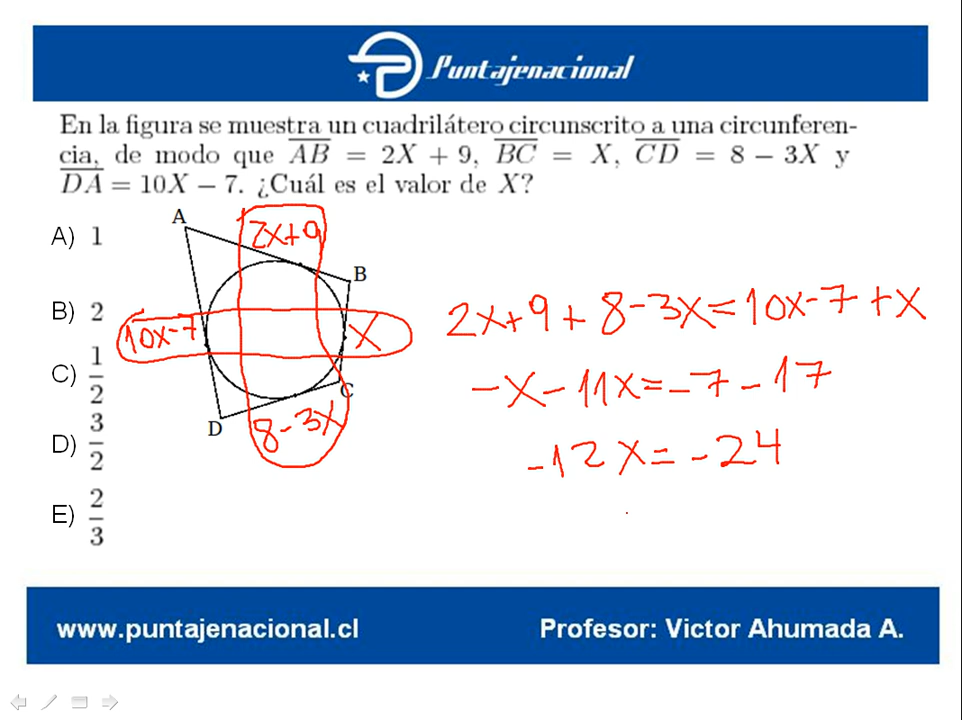 Puntajenacional
En la figura se muestra un cuadrilátero circunscrito a una circunferen-
cia, de modo que AB = 2X + 9, BC = X, CD = 8 − 3X y
DA = 10X − 7. ¿Cuál es el valor de X?
A) 1
B) 2
C) 1/2
D) 3/2
E) 2/3
A
2x+9
B
10x-7
X
C
D
8-3X
2x+9+8-3x=10x-7+x
-x-11x=-7-17
-12x=-24
www.puntajenacional.cl
Profesor: Victor Ahumada A.